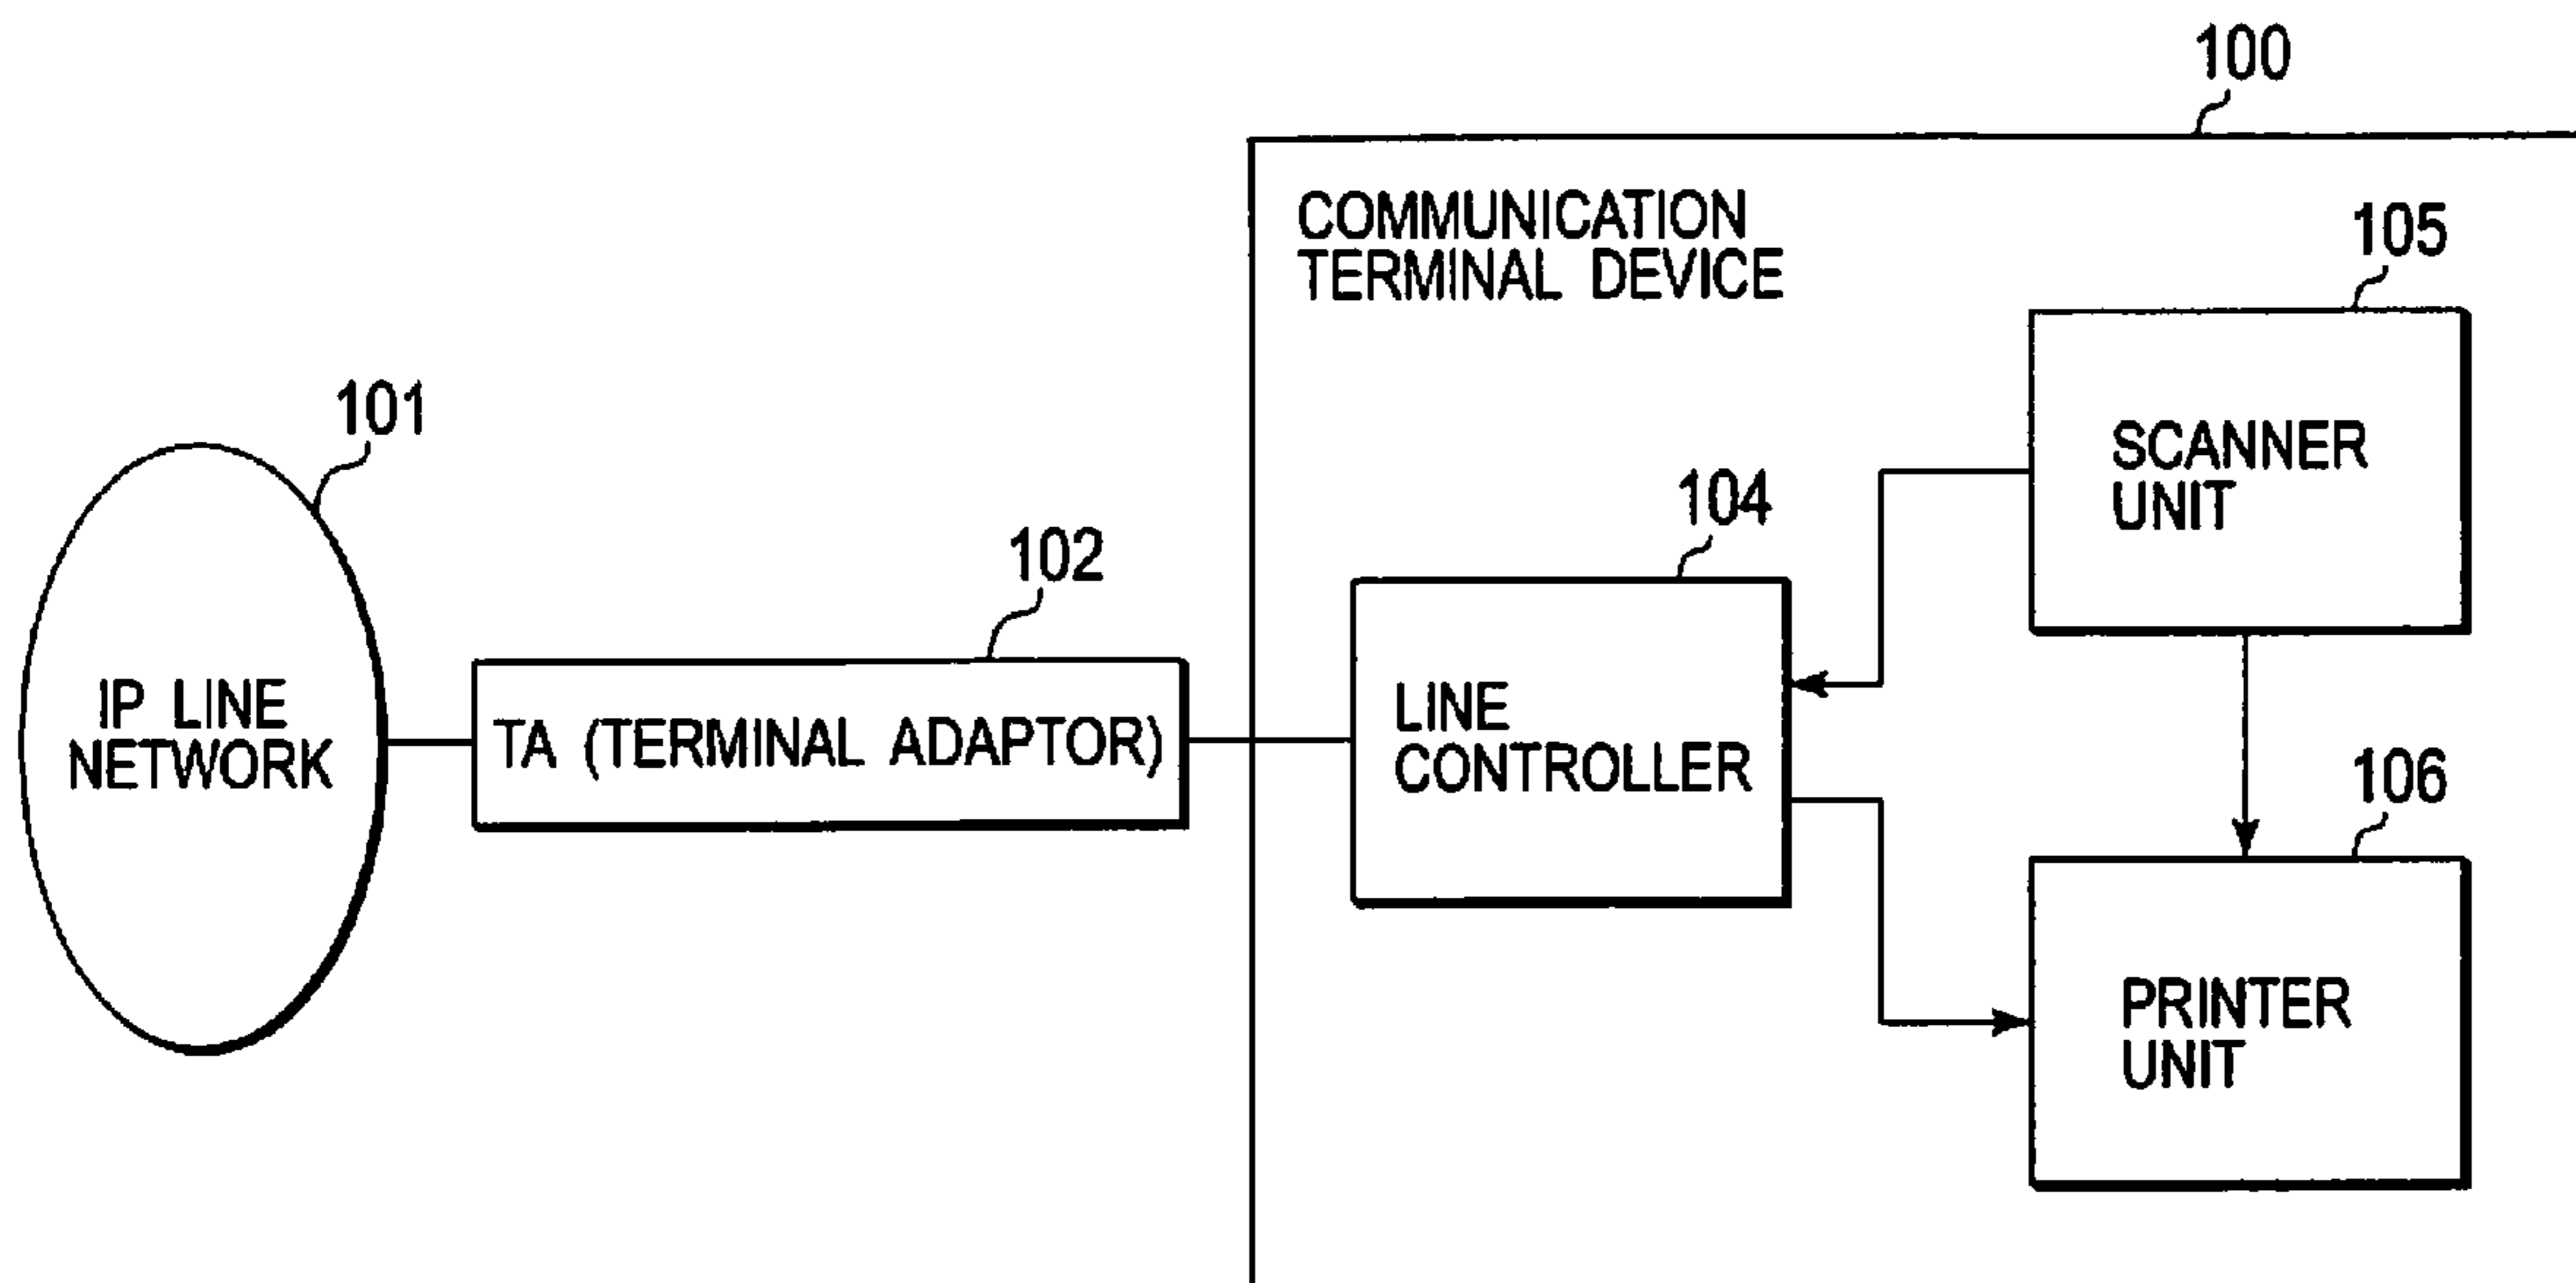 100
COMMUNICATION
TERMINAL DEVICE
105
SCANNER
UNIT
101
104
102
IP LINE
NETWORK
TA (TERMINAL ADAPTOR)
LINE
CONTROLLER
106
PRINTER
UNIT